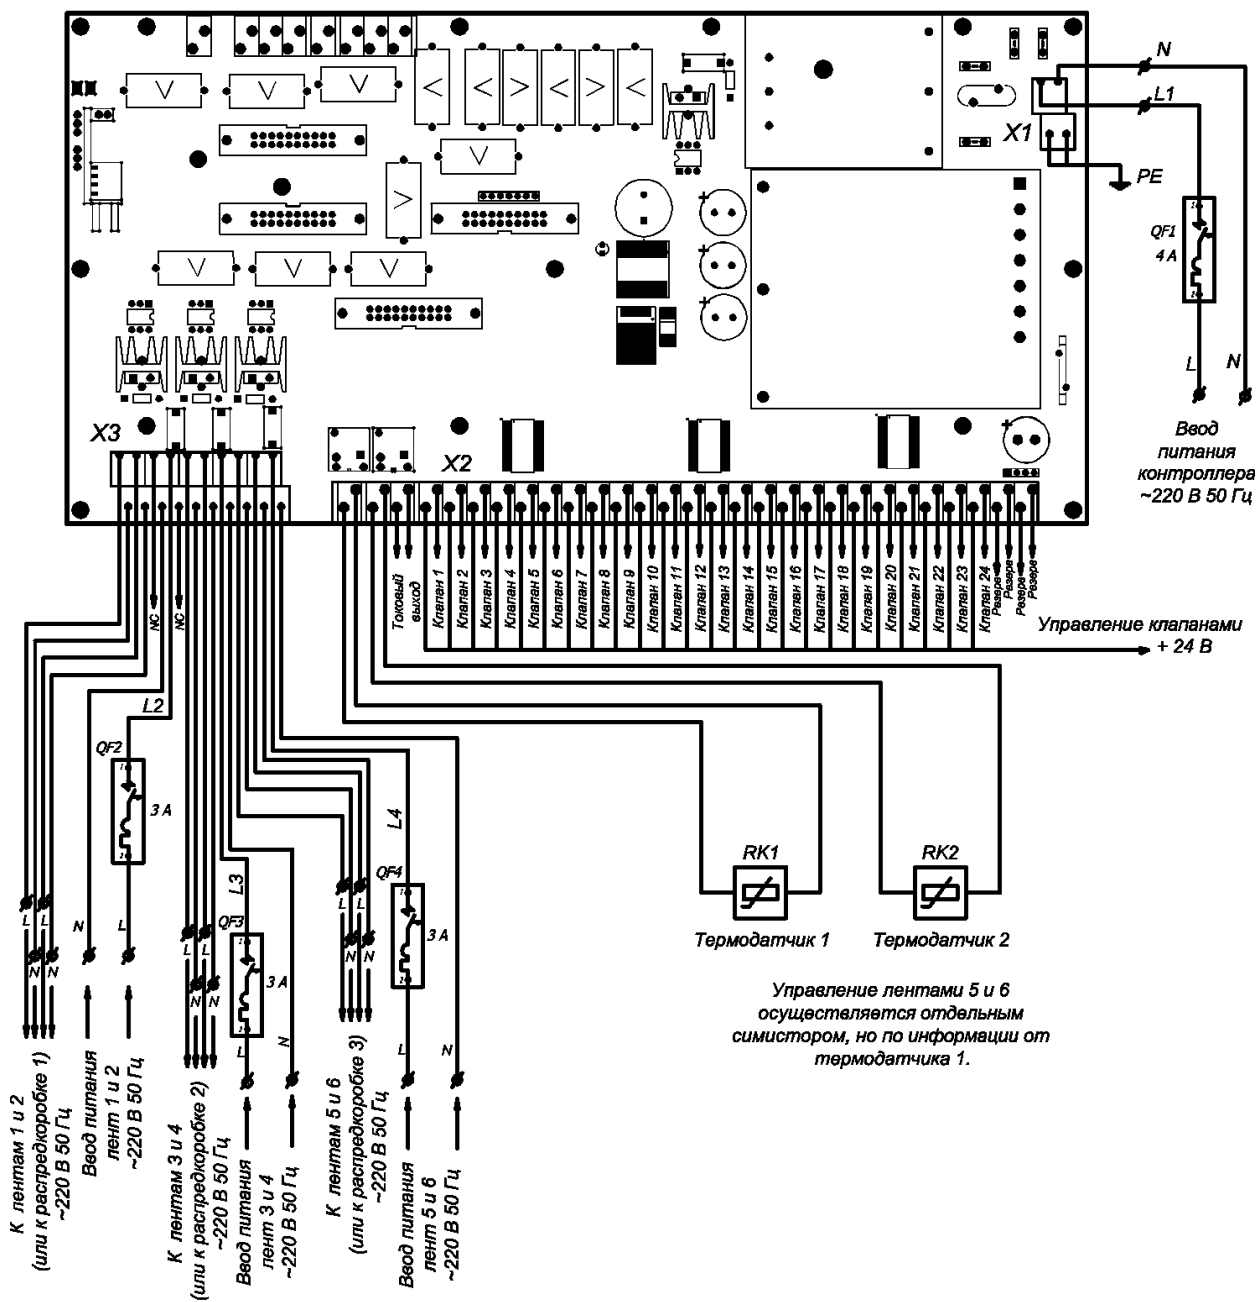 N
L1
X1
PE
QF1
4 А
L
N
Ввод
питания
контроллера
~220 В 50 Гц
X3
X2
NC
NC
Токовый
выход
Клапан 1
Клапан 2
Клапан 3
Клапан 4
Клапан 5
Клапан 6
Клапан 7
Клапан 8
Клапан 9
Клапан 10
Клапан 11
Клапан 12
Клапан 13
Клапан 14
Клапан 15
Клапан 16
Клапан 17
Клапан 18
Клапан 19
Клапан 20
Клапан 21
Клапан 22
Клапан 23
Клапан 24
Резерв
Резерв
Резерв
Резерв
Управление клапанами
+ 24 В
L2
QF2
3 А
L3
QF3
3 А
L4
QF4
3 А
L
L
N
N
N
L
L
L
N
N
L
N
L
L
N
N
L
N
RK1
RK2
Термодатчик 1
Термодатчик 2
Управление лентами 5 и 6
осуществляется отдельным
симистором, но по информации от
термодатчика 1.
К лентам 1 и 2
(или к распредкоробке 1)
~220 В 50 Гц
Ввод питания
лент 1 и 2
~220 В 50 Гц
К лентам 3 и 4
(или к распредкоробке 2)
~220 В 50 Гц
Ввод питания
лент 3 и 4
~220 В 50 Гц
К лентам 5 и 6
(или к распредкоробке 3)
~220 В 50 Гц
Ввод питания
лент 5 и 6
~220 В 50 Гц